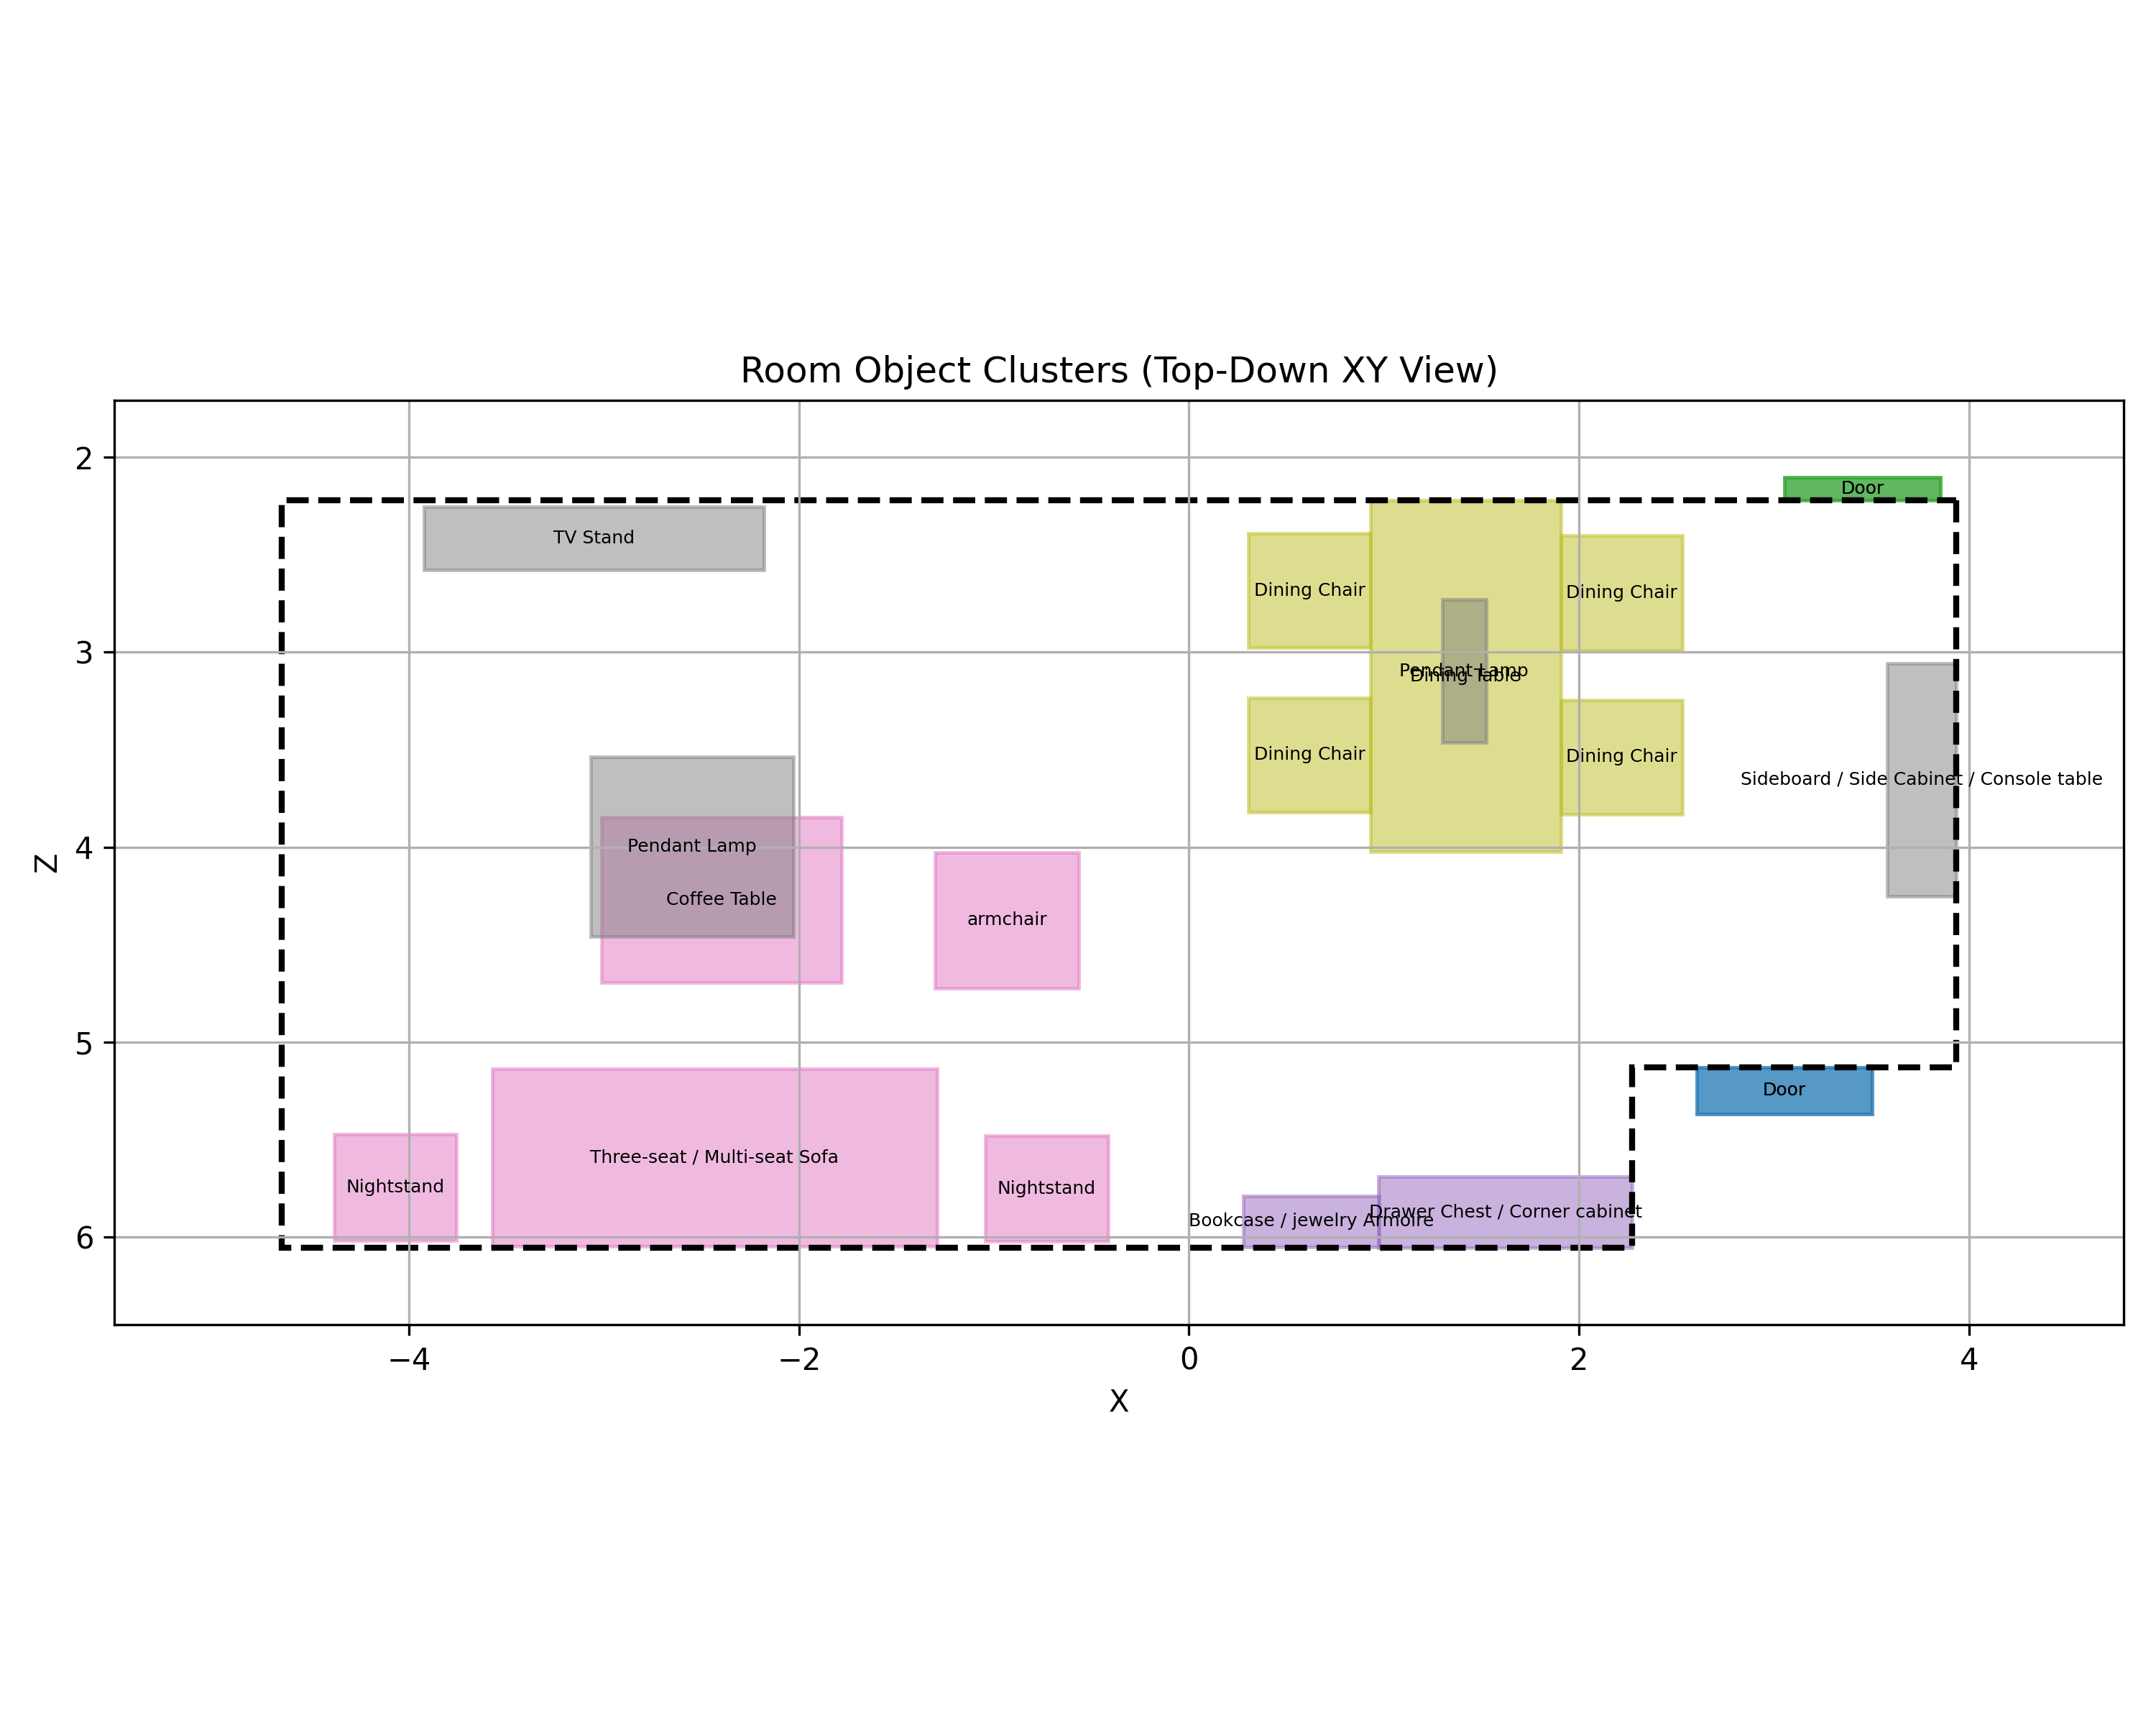 Room Object Clusters (Top-Down XY View)
2
Door
TV Stand
Dining Chair
Dining Chair
3
Pendant Lamp
Dining Table
Dining Chair
Dining Chair
Sideboard / Side Cabinet / Console table
4
Pendant Lamp
Z
Coffee Table
armchair
5
Door
Three-seat / Multi-seat Sofa
Nightstand
Nightstand
Bookcase / jewelry Armoire
Drawer Chest / Corner cabinet
6
−4
−2
0
2
4
X